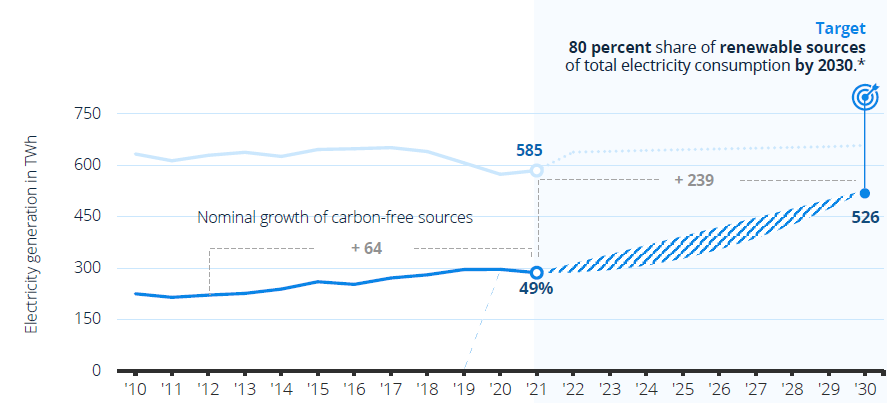 Target
80 percent share of renewable sources
of total electricity consumption by 2030.*
Electricity generation in TWh
750
600
450
300
150
0
585
+ 239
526
Nominal growth of carbon-free sources
+ 64
49%
'10 '11 '12 '13 '14 '15 '16 '17 '18 '19 '20 '21 '22 '23 '24 '25 '26 '27 '28 '29 '30